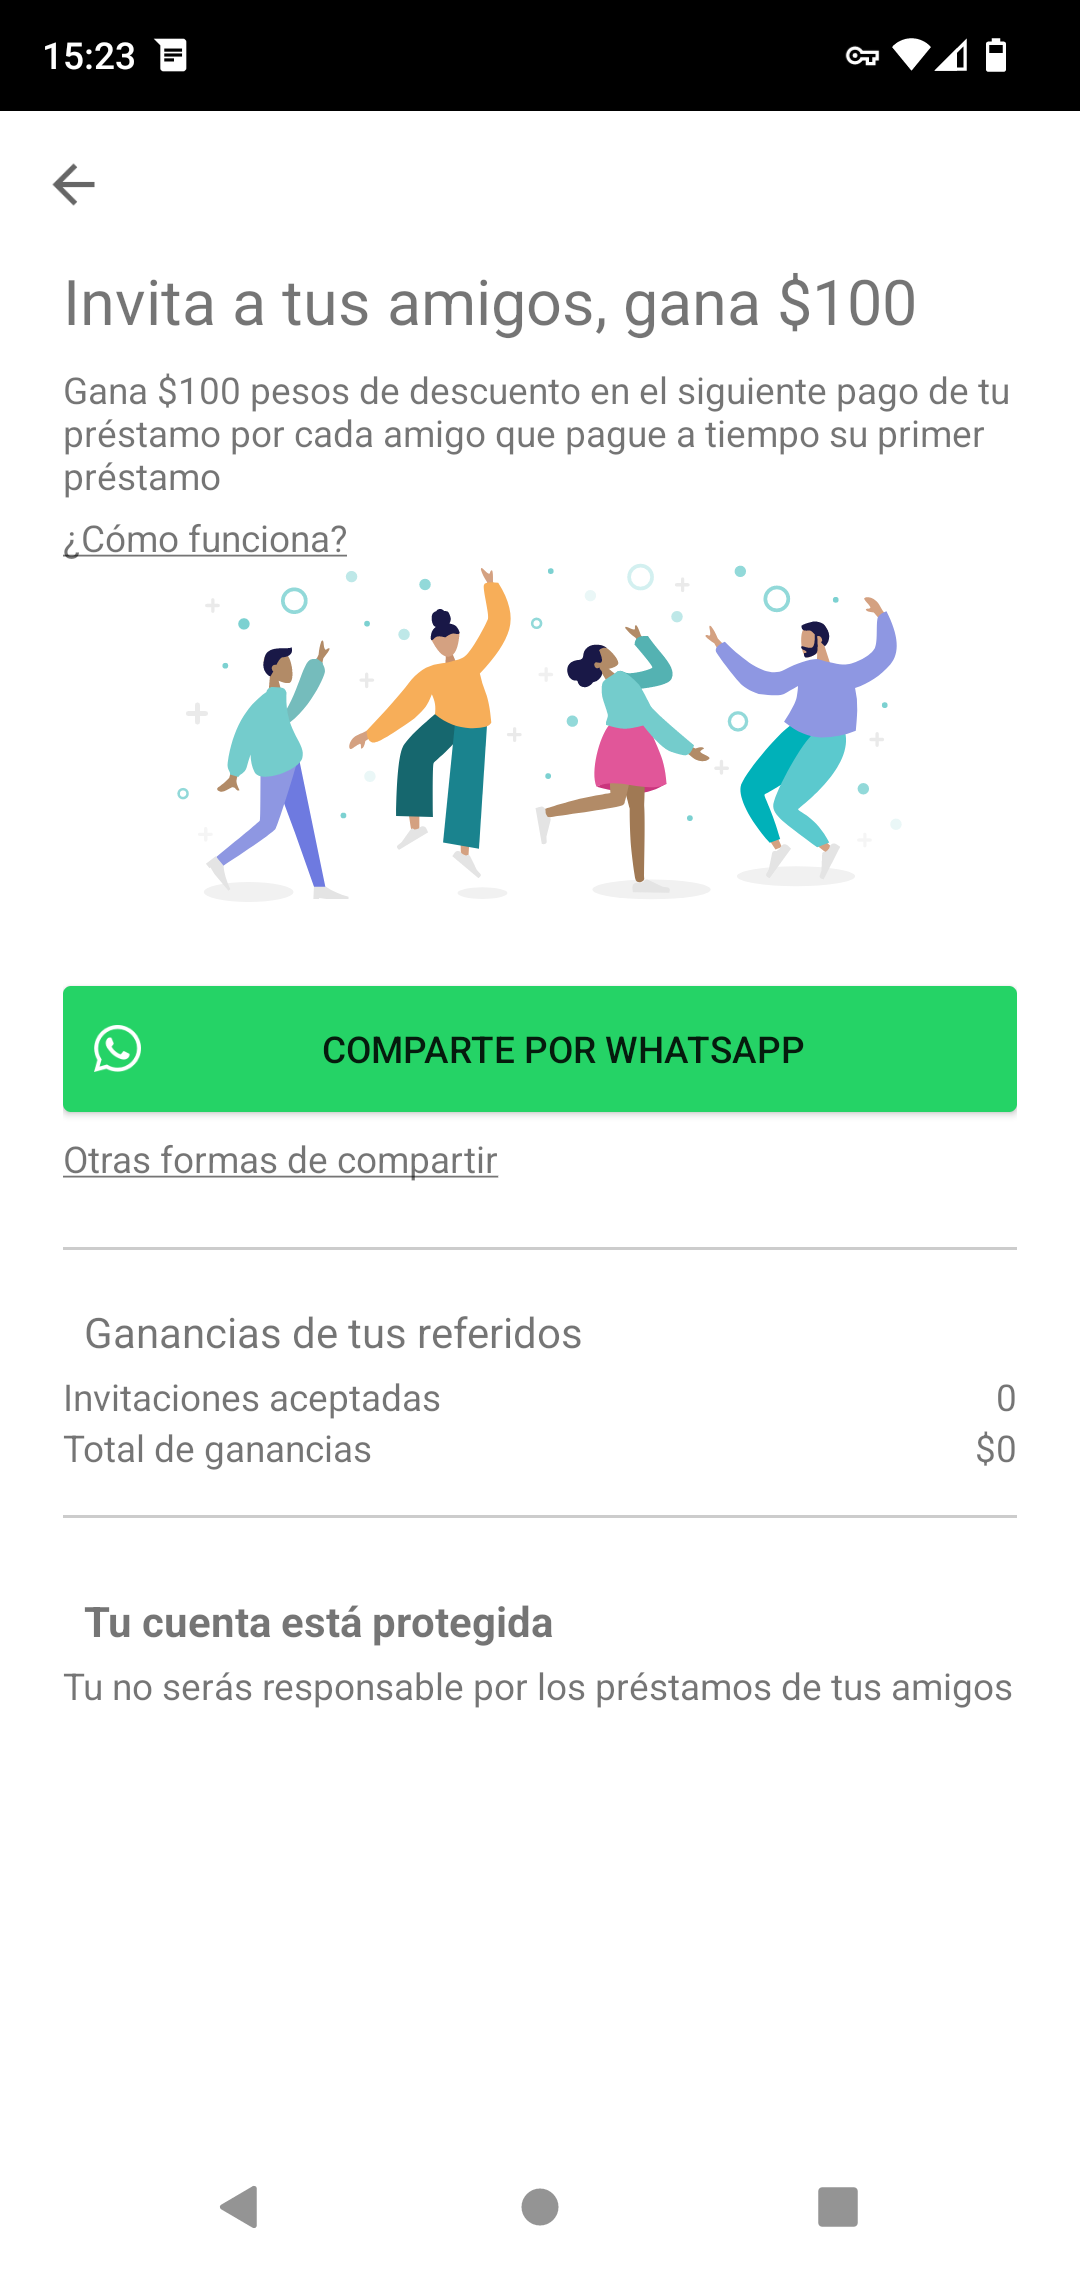 15:23
Invita a tus amigos, gana $100
Gana $100 pesos de descuento en el siguiente pago de tu
préstamo por cada amigo que pague a tiempo su primer
préstamo
¿Cómo funciona?
COMPARTE POR WHATSAPP
Otras formas de compartir
Ganancias de tus referidos
Invitaciones aceptadas 0
Total de ganancias $0
Tu cuenta está protegida
Tu no serás responsable por los préstamos de tus amigos